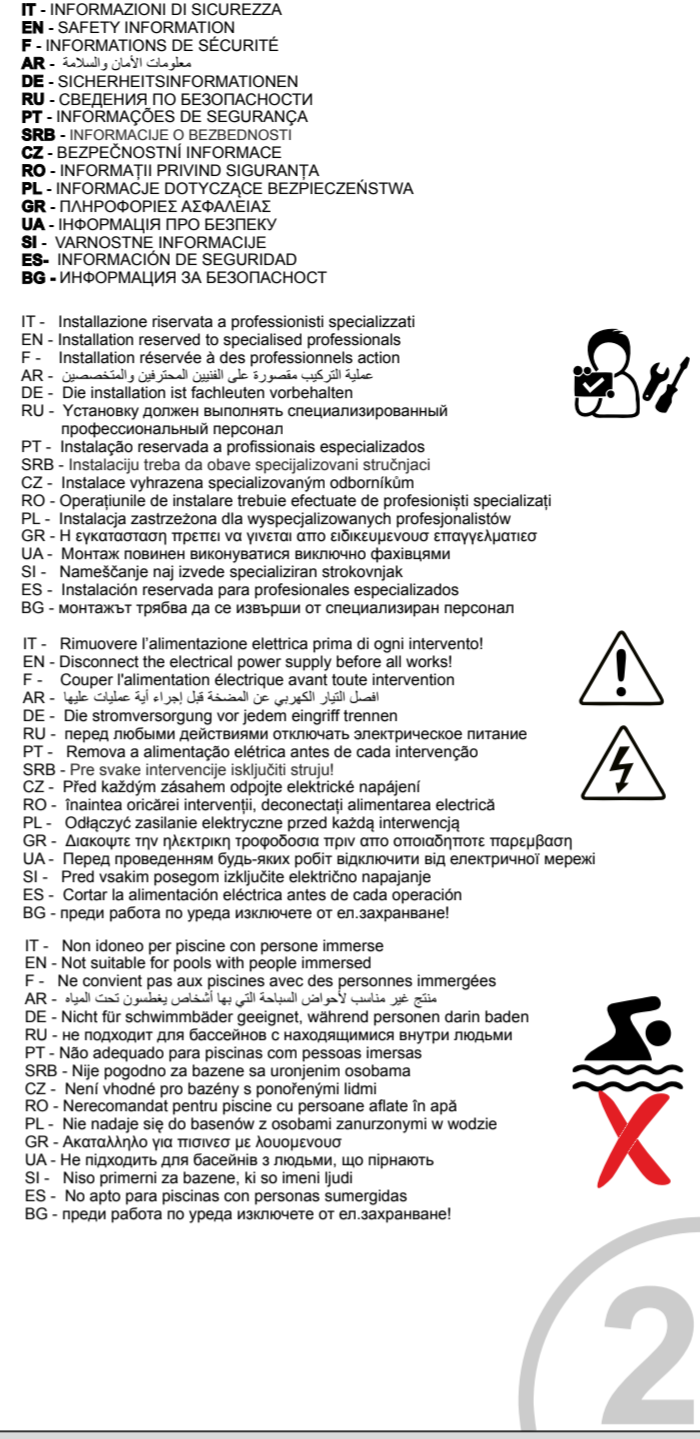 IT - INFORMAZIONI DI SICUREZZA
EN - SAFETY INFORMATION
F - INFORMATIONS DE SÉCURITÉ
AR - معلومات الأمان والسلامة
DE - SICHERHEITSINFORMATIONEN
RU - СВЕДЕНИЯ ПО БЕЗОПАСНОСТИ
PT - INFORMAÇÕES DE SEGURANÇA
SRB - INFORMACIJE O BEZBEDNOSTI
CZ - BEZPEČNOSTNÍ INFORMACE
RO - INFORMAȚII PRIVIND SIGURANȚA
PL - INFORMACJE DOTYCZĄCE BEZPIECZEŃSTWA
GR - ΠΛΗΡΟΦΟΡΙΕΣ ΑΣΦΑΛΕΙΑΣ
UA - ІНФОРМАЦІЯ ПРО БЕЗПЕКУ
SI - VARNOSTNE INFORMACIJE
ES- INFORMACIÓN DE SEGURIDAD
BG - ИНФОРМАЦИЯ ЗА БЕЗОПАСНОСТ
IT - Installazione riservata a professionisti specializzati
EN - Installation reserved to specialised professionals
F - Installation réservée à des professionnels action
AR - عملية التركيب مقصورة على الفنيين المحترفين والمتخصصين
DE - Die installation ist fachleuten vorbehalten
RU - Установку должен выполнять специализированный
профессиональный персонал
PT - Instalação reservada a profissionais especializados
SRB - Instalaciju treba da obave specijalizovani stručnjaci
CZ - Instalace vyhrazena specializovaným odborníkům
RO - Operațiunile de instalare trebuie efectuate de profesioniști specializați
PL - Instalacja zastrzeżona dla wyspecjalizowanych profesjonalistów
GR - Η εγκατασταση πρεπει να γινεται απο ειδικευμενουσ επαγγελματιεσ
UA - Монтаж повинен виконуватися виключно фахівцями
SI - Nameščanje naj izvede specializiran strokovnjak
ES - Instalación reservada para profesionales especializados
BG - монтажът трябва да се извърши от специализиран персонал
IT - Rimuovere l'alimentazione elettrica prima di ogni intervento!
EN - Disconnect the electrical power supply before all works!
F - Couper l'alimentation électrique avant toute intervention
AR - افصل التيار الكهربي عن المضخة قبل إجراء أية عمليات عليها
DE - Die stromversorgung vor jedem eingriff trennen
RU - перед любыми действиями отключать электрическое питание
PT - Remova a alimentação elétrica antes de cada intervenção
SRB - Pre svake intervencije isključiti struju!
CZ - Před každým zásahem odpojte elektrické napájení
RO - înaintea oricărei intervenții, deconectați alimentarea electrică
PL - Odłączyć zasilanie elektryczne przed każdą interwencją
GR - Διακοψτε την ηλεκτρικη τροφοδοσια πριν απο οποιαδηποτε παρεμβαση
UA - Перед проведенням будь-яких робіт відключити від електричної мережі
SI - Pred vsakim posegom izključite električno napajanje
ES - Cortar la alimentación eléctrica antes de cada operación
BG - преди работа по уреда изключете от ел.захранване!
IT - Non idoneo per piscine con persone immerse
EN - Not suitable for pools with people immersed
F - Ne convient pas aux piscines avec des personnes immergées
AR - منتج غير مناسب لأحواض السباحة التي بها أشخاص يغطسون تحت المياه
DE - Nicht für schwimmbäder geeignet, während personen darin baden
RU - не подходит для бассейнов с находящимися внутри людьми
PT - Não adequado para piscinas com pessoas imersas
SRB - Nije pogodno za bazene sa uronjenim osobama
CZ - Není vhodné pro bazény s ponořenými lidmi
RO - Nerecomandat pentru piscine cu persoane aflate în apă
PL - Nie nadaje się do basenów z osobami zanurzonymi w wodzie
GR - Ακαταλληλο για πισινεσ με λουομενουσ
UA - Не підходить для басейнів з людьми, що пірнають
SI - Niso primerni za bazene, ki so imeni ljudi
ES - No apto para piscinas con personas sumergidas
BG - преди работа по уреда изключете от ел.захранване!
2